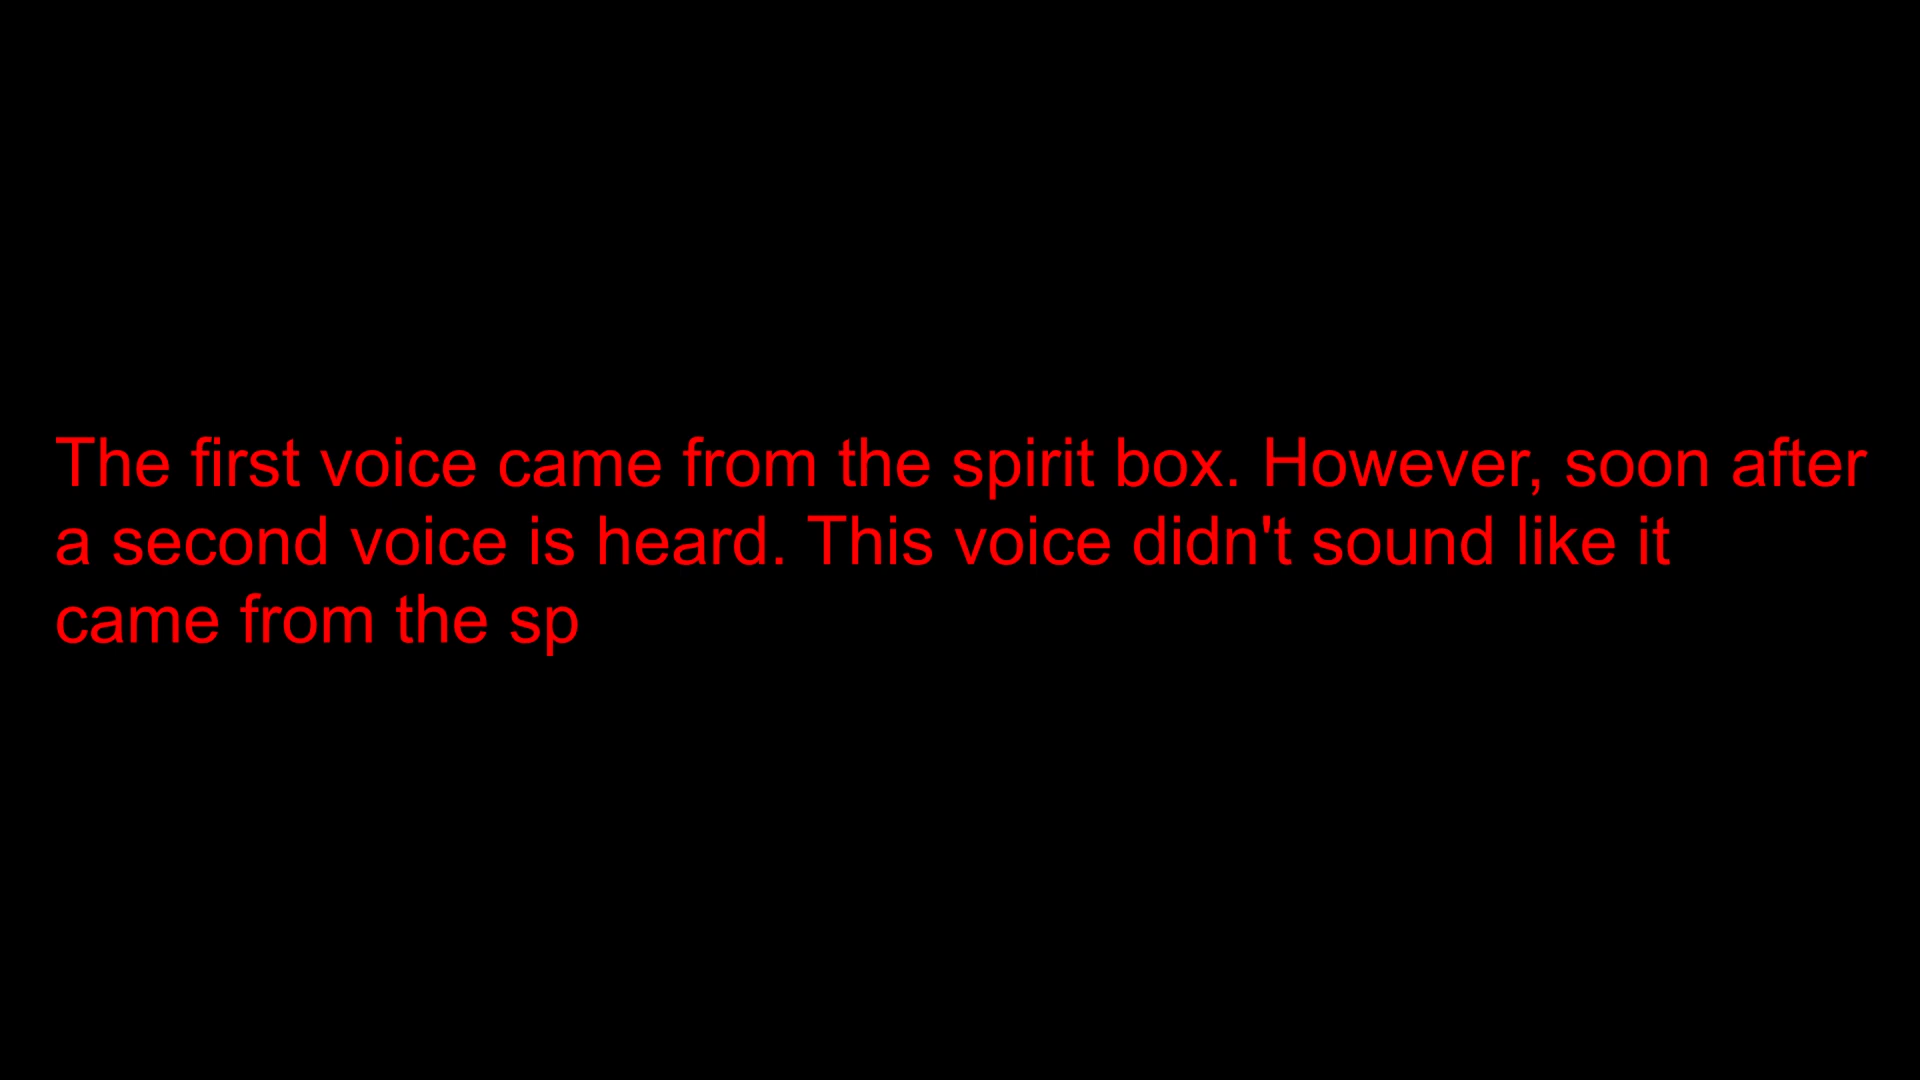 The first voice came from the spirit box. However, soon after
a second voice is heard. This voice didn't sound like it
came from the sp